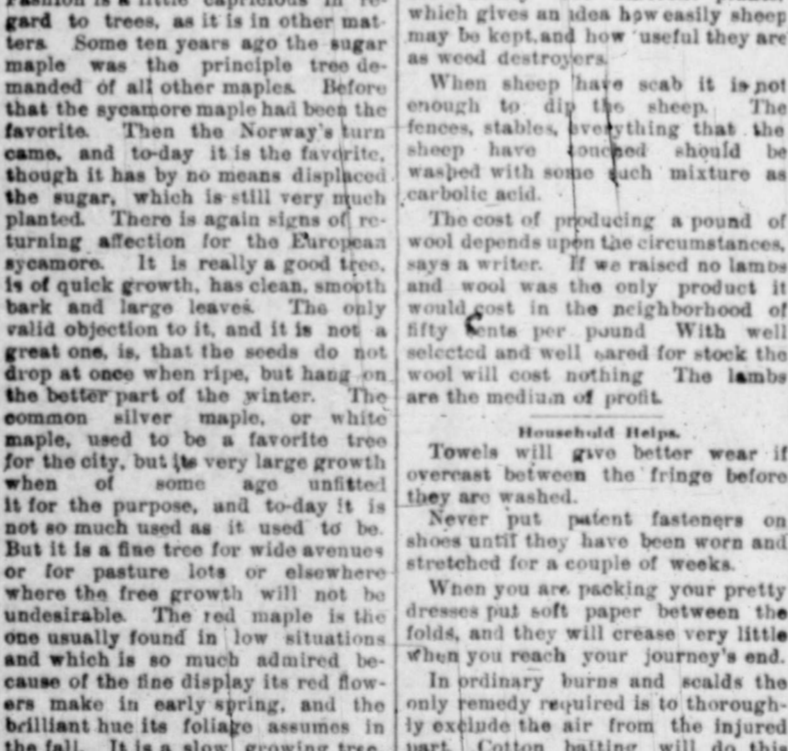 Fashion is a little capricious in re-
gard to trees, as it is in other mat-
ters. Some ten years ago the sugar
maple was the principle tree de-
manded of all other maples. Before
that the sycamore maple had been the
favorite. Then the Norway's turn
came, and to-day it is the favorite,
though it has by no means displaced
the sugar, which is still very much
planted. There is again signs of re-
turning affection for the European
sycamore. It is really a good tree,
is of quick growth, has clean, smooth
bark and large leaves. The only
valid objection to it, and it is not a
great one, is, that the seeds do not
drop at once when ripe, but hang on
the better part of the winter. The
common silver maple, or white
maple, used to be a favorite tree
for the city, but its very large growth
when of some age unfitted
it for the purpose, and to-day it is
not so much used as it used to be.
But it is a fine tree for wide avenues
or for pasture lots or elsewhere
where the free growth will not be
undesirable. The red maple is the
one usually found in low situations
and which is so much admired be-
cause of the fine display its red flow-
ers make in early spring, and the
brilliant hue its foliage assumes in
the fall. It is a slow growing tree
which gives an idea how easily sheep
may be kept and how useful they are
as weed destroyers.
When sheep have scab it is not
enough to dip the sheep. The
fences, stables, everything that the
sheep have touched should be
washed with some such mixture as
carbolic acid.
The cost of producing a pound of
wool depends upon the circumstances,
says a writer. If we raised no lambs
and wool was the only product it
would cost in the neighborhood of
fifty cents per pound With well
selected and well cared for stock the
wool will cost nothing The lambs
are the medium of profit.
Household Helps.
Towels will give better wear if
overcast between the fringe before
they are washed.
Never put patent fasteners on
shoes until they have been worn and
stretched for a couple of weeks.
When you are packing your pretty
dresses put soft paper between the
folds, and they will crease very little
when you reach your journey's end.
In ordinary burns and scalds the
only remedy required is to thorough-
ly exclude the air from the injured
part. Cotton batting will do this